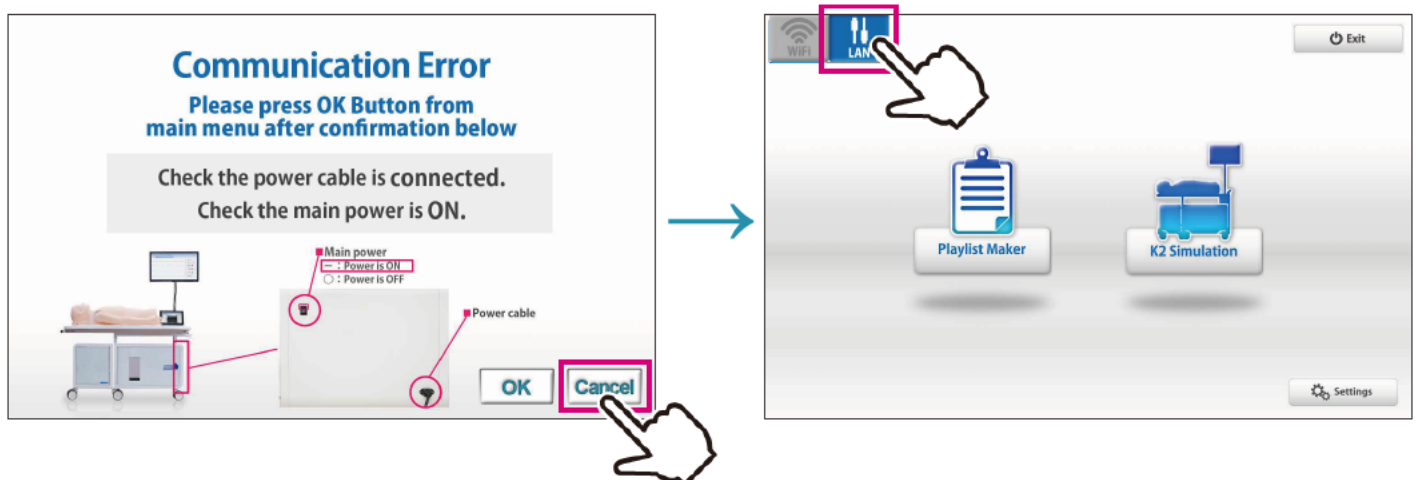 Communication Error
Please press OK Button from
main menu after confirmation below
Check the power cable is connected.
Check the main power is ON.
Main power
— : Power is ON
○ : Power is OFF
Power cable
OK
Cancel
WiFi
LAN
Exit
Playlist Maker
K2 Simulation
Settings